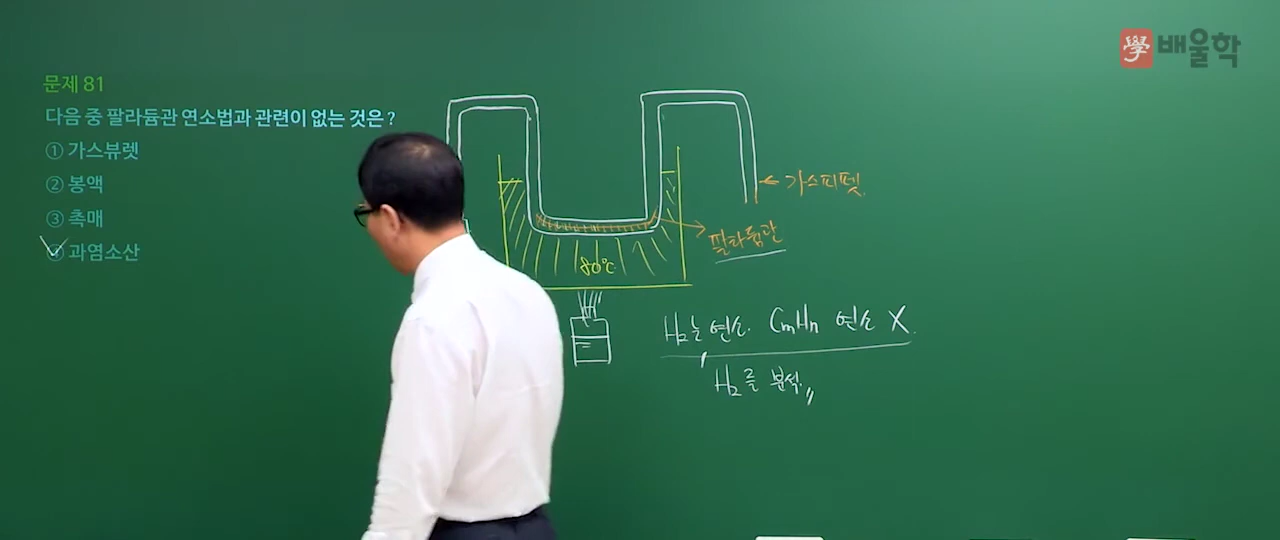 學 배울학
문제 81
다음 중 팔라듐관 연소법과 관련이 없는 것은?
① 가스뷰렛
② 봉액
③ 촉매
④ 과염소산
← 가스피펫.
팔라듐관
80℃
H₂는 연소. CmHn 연소 X.
H₂를 분석.〃